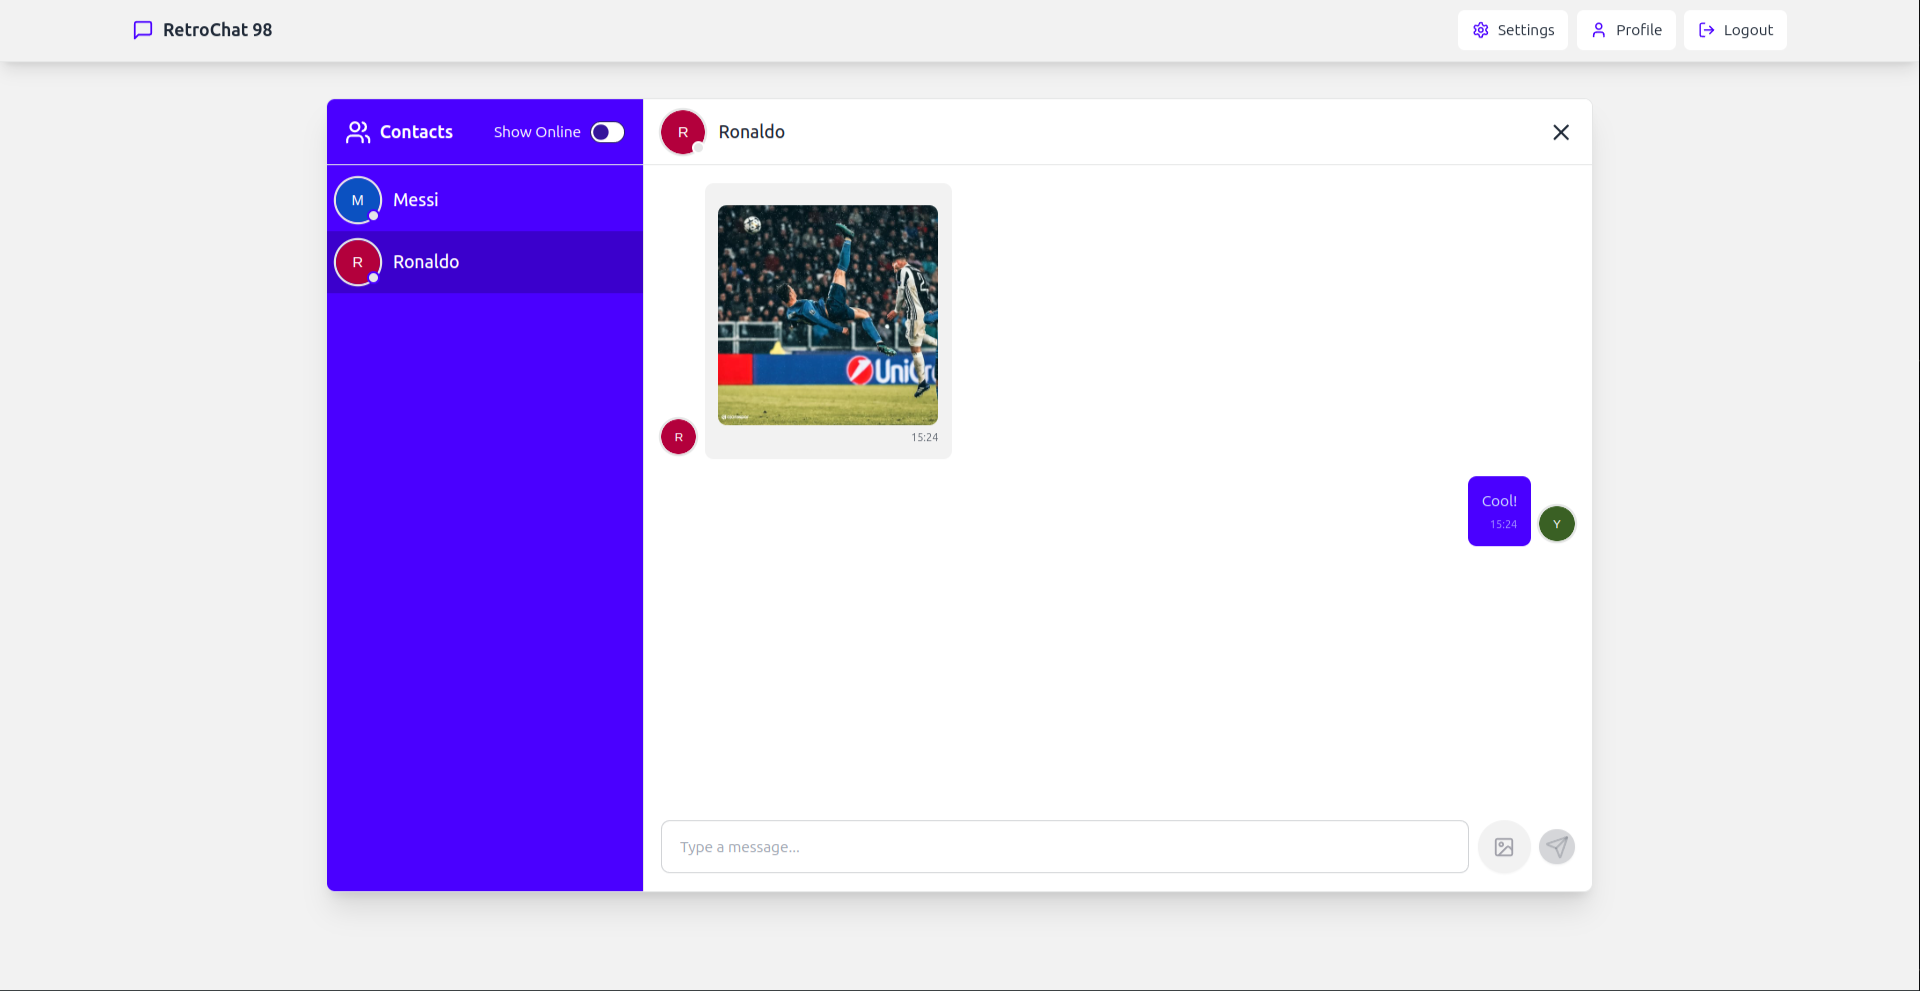 RetroChat 98
Settings
Profile
Logout
Contacts
Show Online
M
Messi
R
Ronaldo
R
Ronaldo
UniCr
15:24
R
Cool!
15:24
Y
Type a message...